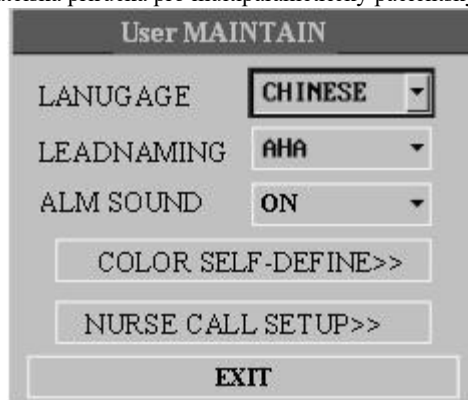 User MAINTAIN
LANUGAGE CHINESE
LEADNAMING AHA
ALM SOUND ON
COLOR SELF-DEFINE>>
NURSE CALL SETUP>>
EXIT